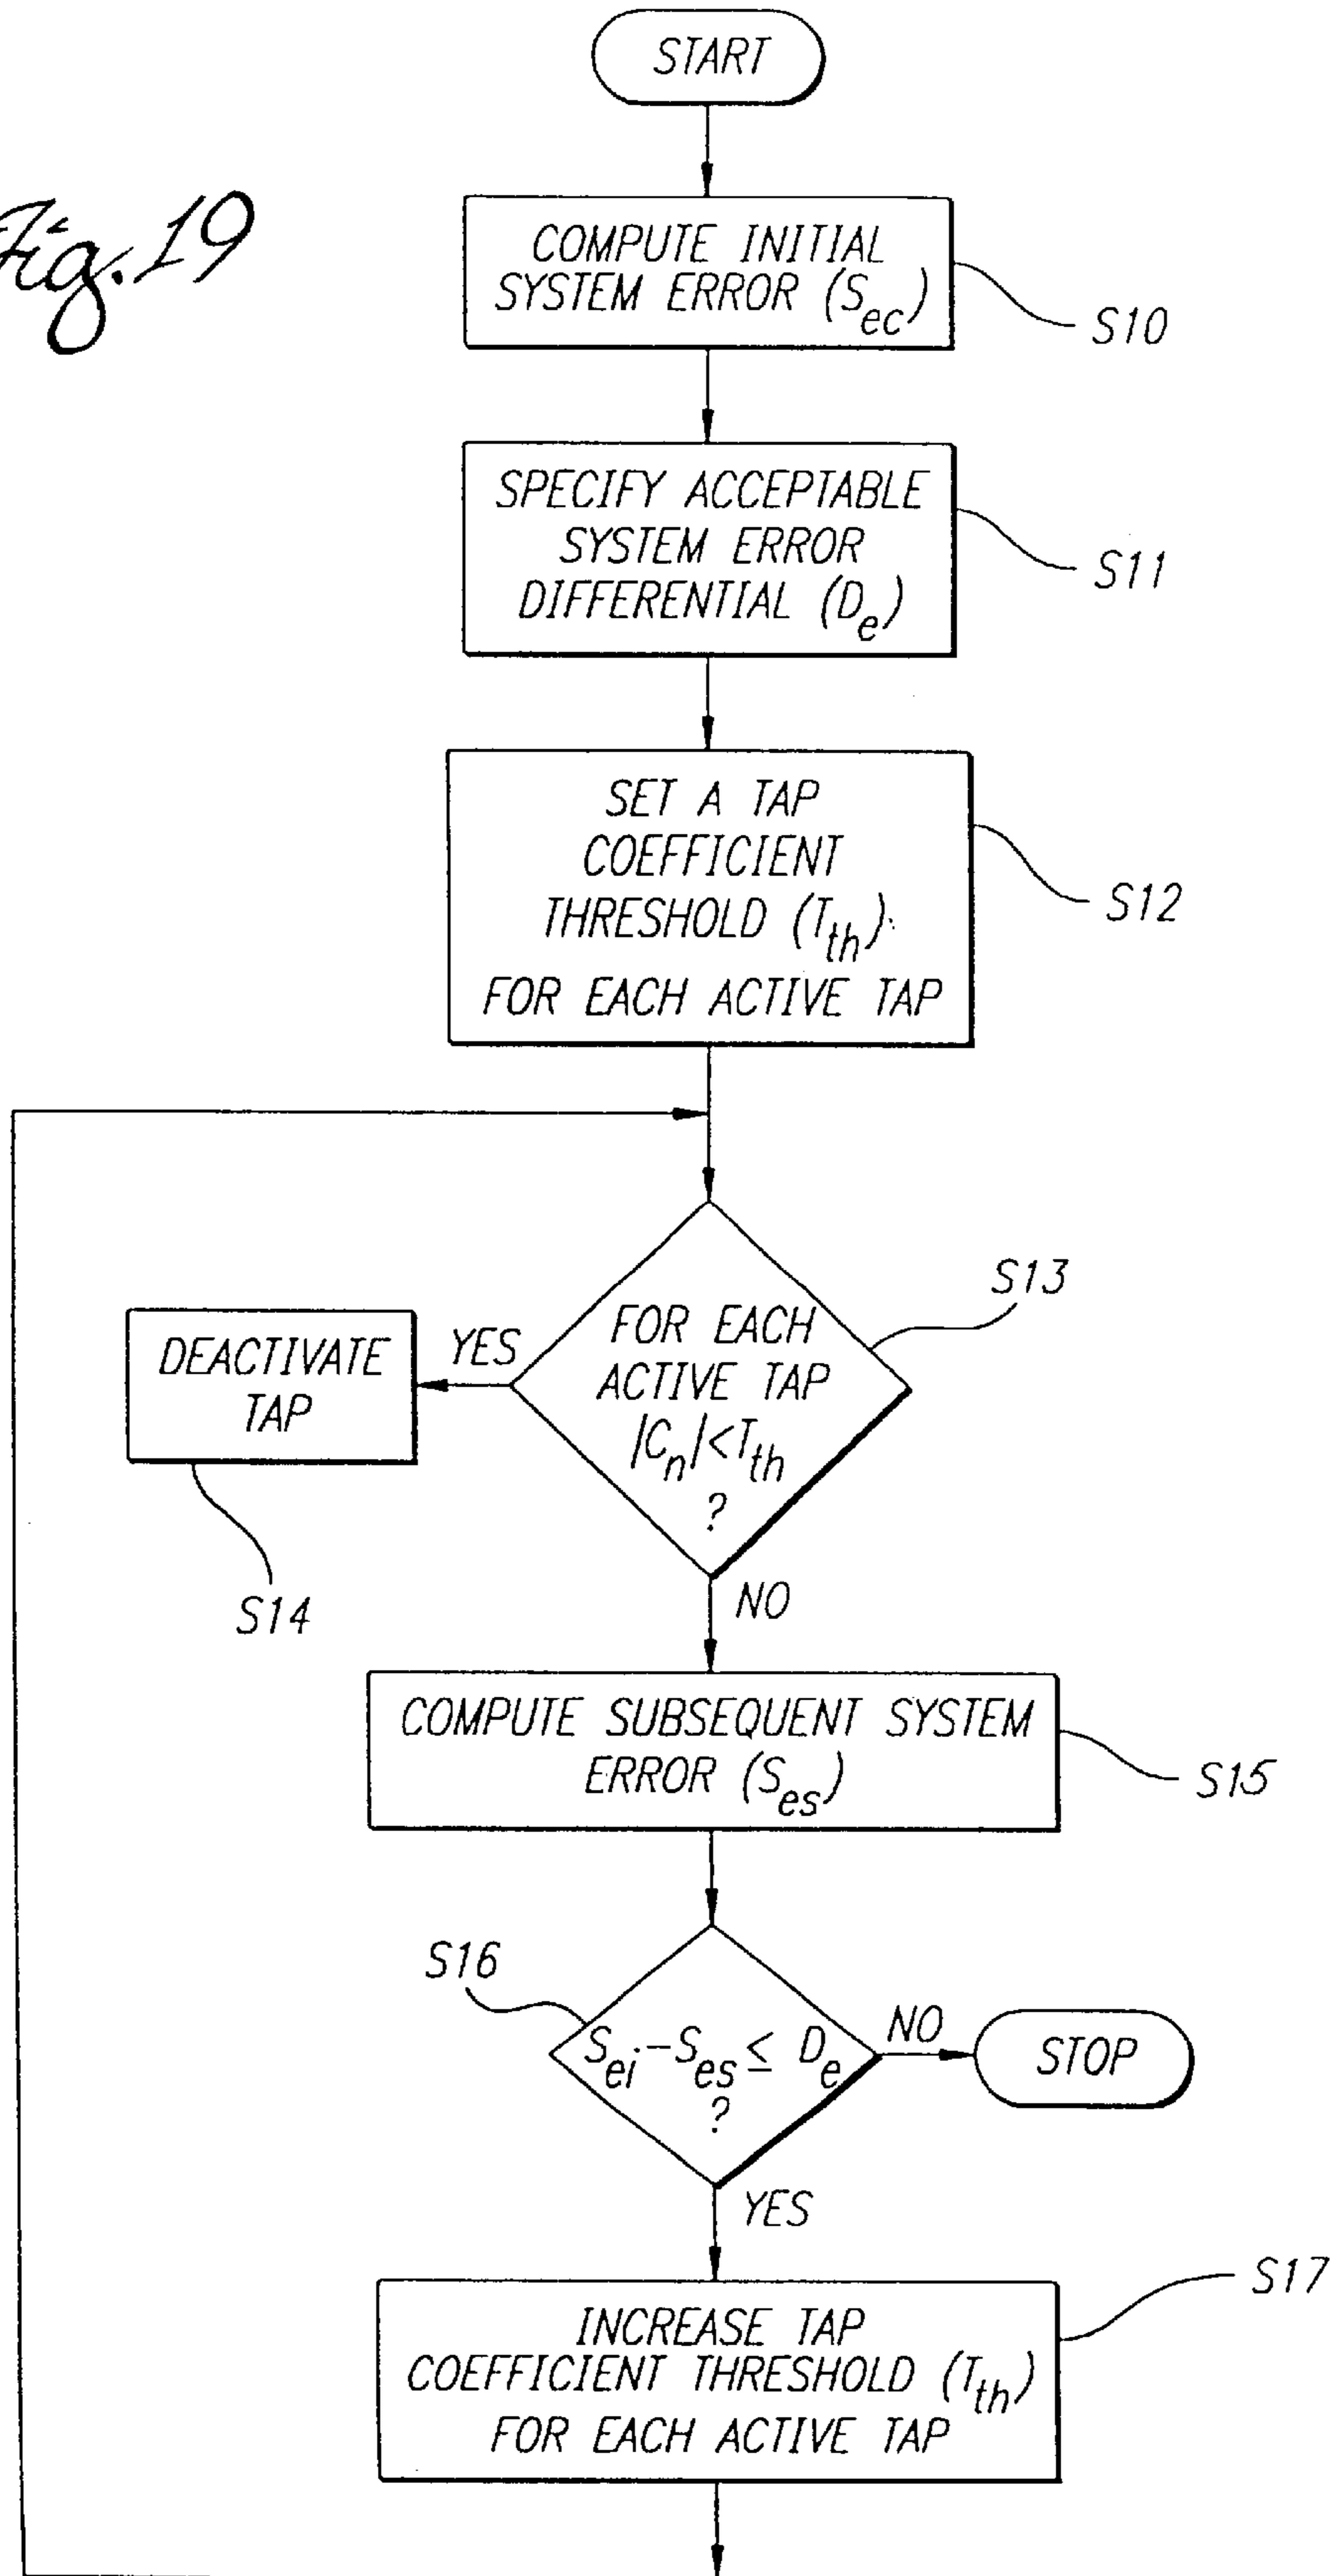 START
Fig. 19
COMPUTE INITIAL
SYSTEM ERROR (S_ec)
S10
SPECIFY ACCEPTABLE
SYSTEM ERROR
DIFFERENTIAL (D_e)
S11
SET A TAP
COEFFICIENT
THRESHOLD (T_th)
FOR EACH ACTIVE TAP
S12
S13
FOR EACH
ACTIVE TAP
|C_n|<T_th
?
YES
DEACTIVATE
TAP
S14
NO
COMPUTE SUBSEQUENT SYSTEM
ERROR (S_es)
S15
S16
S_ei-S_es ≤ D_e
?
NO
STOP
YES
S17
INCREASE TAP
COEFFICIENT THRESHOLD (T_th)
FOR EACH ACTIVE TAP